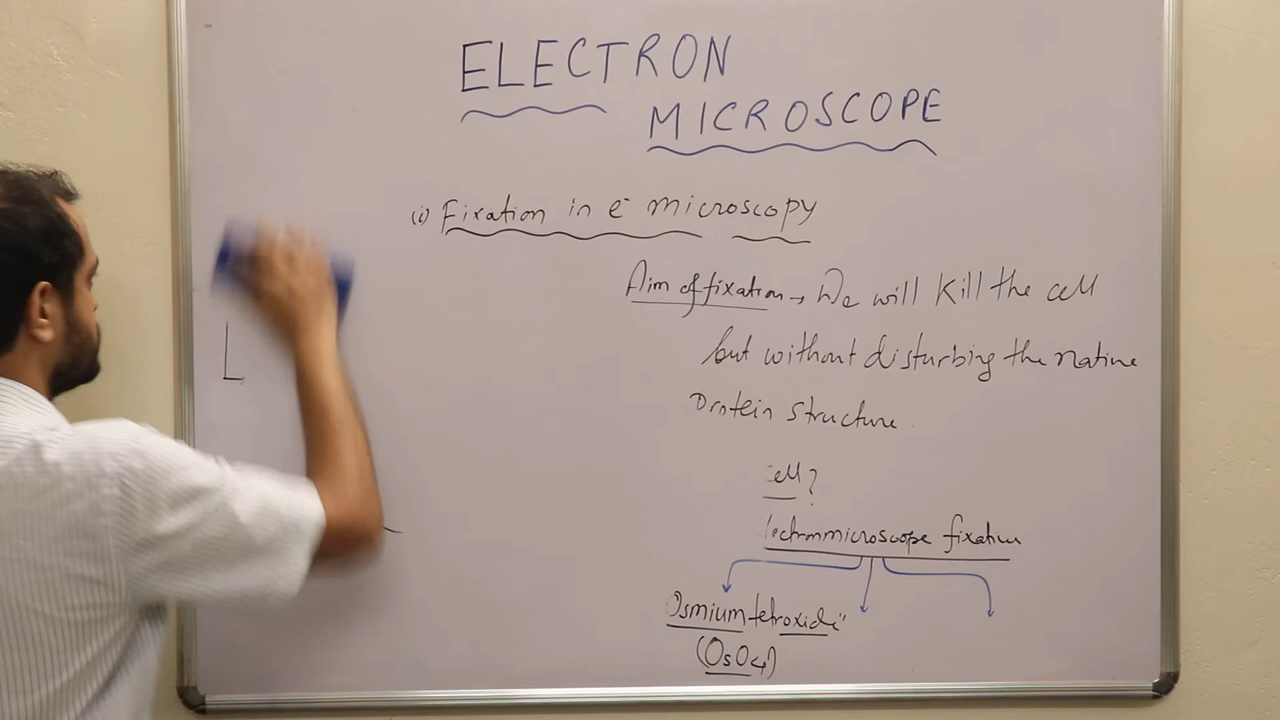 ELECTRON
MICROSCOPE
(i) Fixation in e⁻ microscopy
Aim of fixation → We will Kill the cell
but without disturbing the native
protein structure.
cell?
lectronmicroscope fixative
Osmium tetroxide"
(OsO4)
L